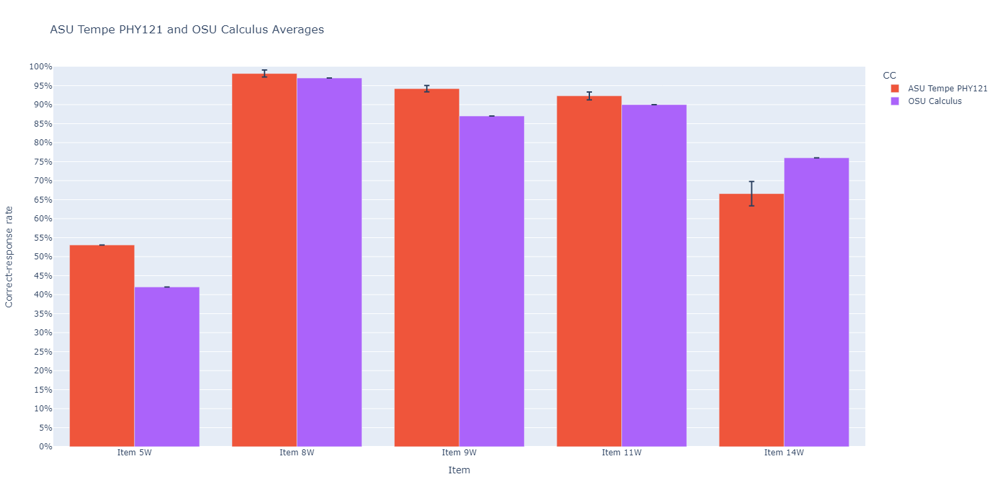 ASU Tempe PHY121 and OSU Calculus Averages
100%
95%
90%
85%
80%
75%
70%
65%
60%
55%
50%
45%
40%
35%
30%
25%
20%
15%
10%
5%
0%
Correct-response rate
Item 5W
Item 8W
Item 9W
Item 11W
Item 14W
Item
CC
ASU Tempe PHY121
OSU Calculus